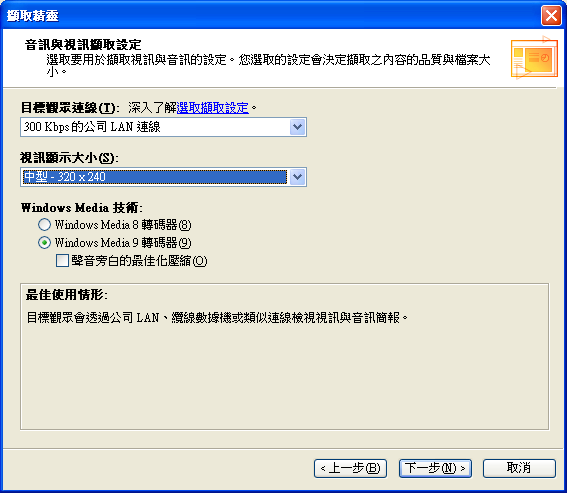 擷取精靈
音訊與視訊擷取設定
選取要用於擷取視訊與音訊的設定。您選取的設定會決定擷取之內容的品質與檔案大
小。
目標觀眾連線(T): 深入了解選取擷取設定。
300 Kbps 的公司 LAN 連線
視訊顯示大小(S):
中型 - 320 x 240
Windows Media 技術:
Windows Media 8 轉碼器(8)
Windows Media 9 轉碼器(9)
聲音旁白的最佳化壓縮(O)
最佳使用情形:
目標觀眾會透過公司 LAN、纜線數據機或類似連線檢視視訊與音訊簡報。
< 上一步(B) 下一步(N) > 取消